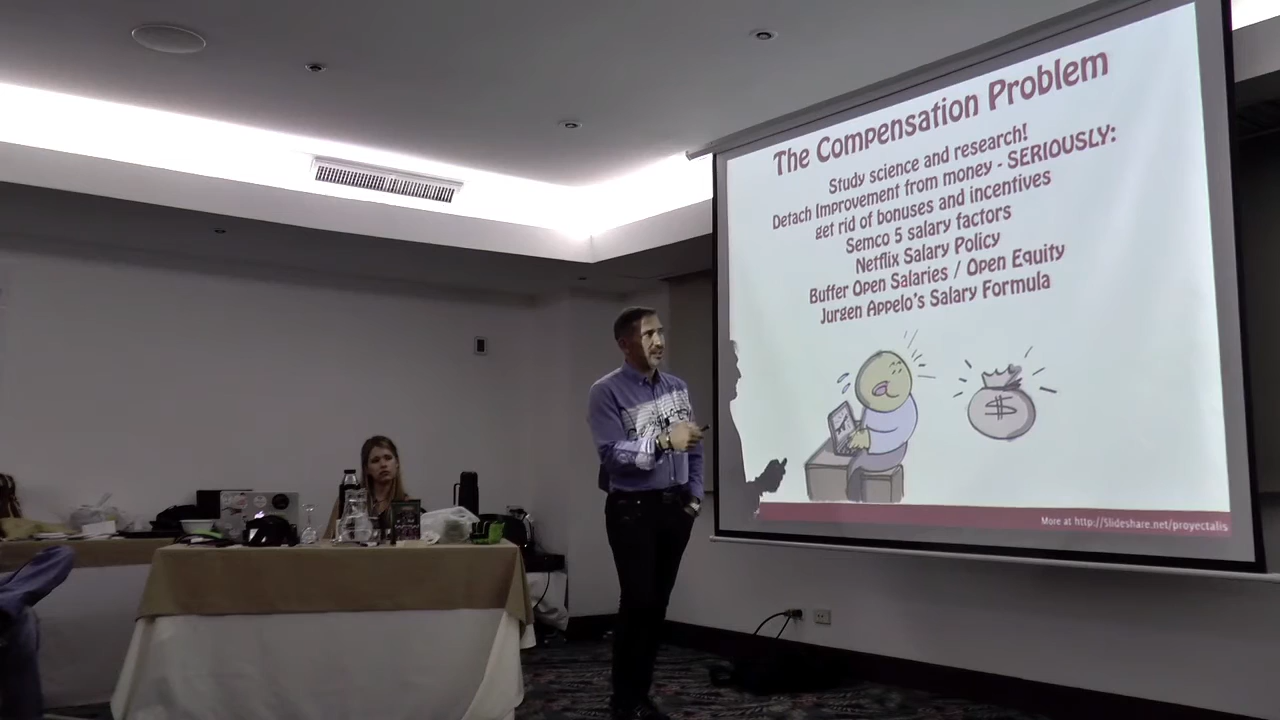 The Compensation Problem
Study science and research!
Detach Improvement from money - SERIOUSLY:
get rid of bonuses and incentives
Semco 5 salary factors
Netflix Salary Policy
Buffer Open Salaries / Open Equity
Jurgen Appelo's Salary Formula
$
More at http://Slideshare.net/proyectalis